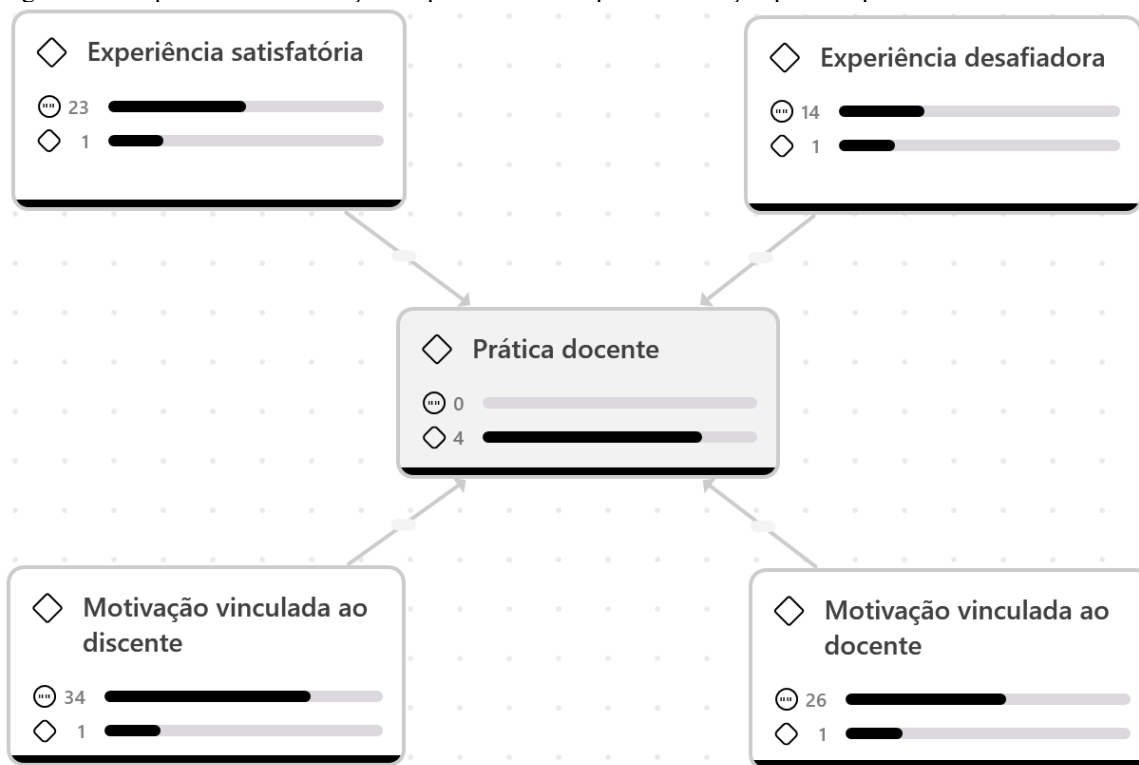 Experiência satisfatória
23
1
Experiência desafiadora
14
1
Prática docente
0
4
Motivação vinculada ao
discente
34
1
Motivação vinculada ao
docente
26
1